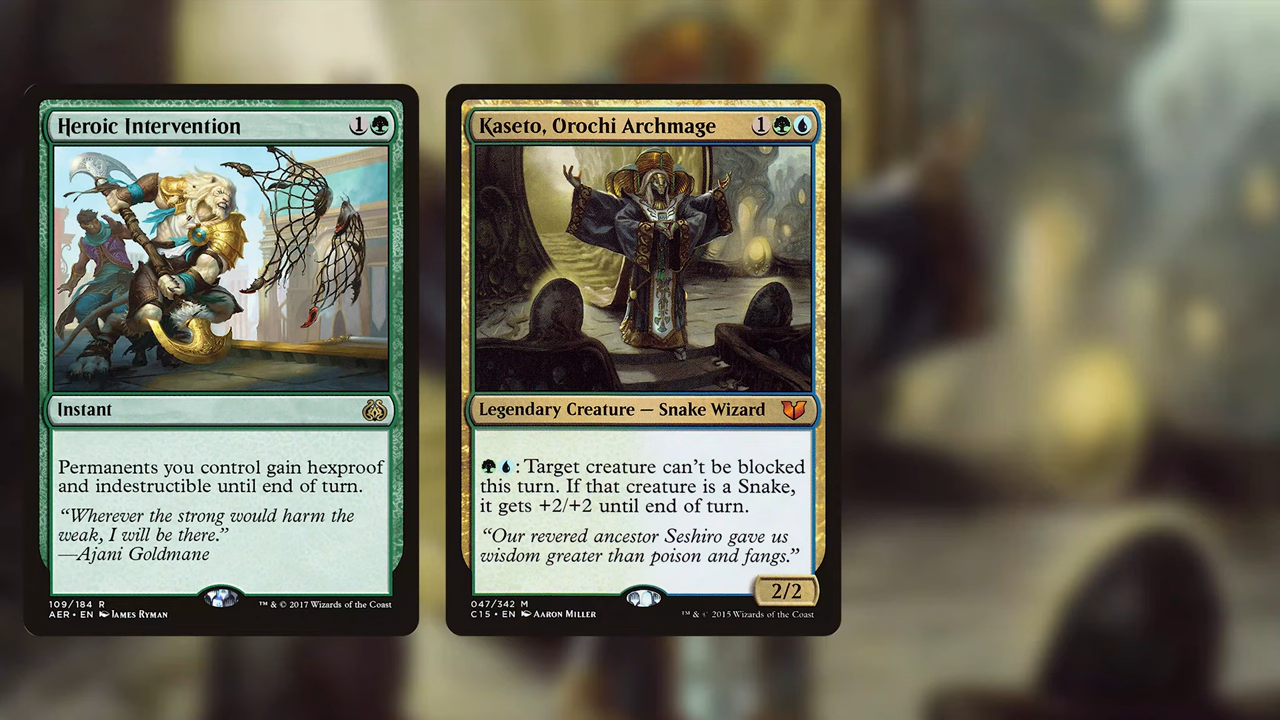 Heroic Intervention 1
Instant
Permanents you control gain hexproof
and indestructible until end of turn.
“Wherever the strong would harm the
weak, I will be there.”
—Ajani Goldmane
109/184 R
AER • EN JAMES RYMAN
™ & © 2017 Wizards of the Coast
Kaseto, Orochi Archmage 1
Legendary Creature — Snake Wizard
: Target creature can’t be blocked
this turn. If that creature is a Snake,
it gets +2/+2 until end of turn.
“Our revered ancestor Seshiro gave us
wisdom greater than poison and fangs.”
2/2
047/342 M
C15 • EN AARON MILLER
™ & © 2015 Wizards of the Coast